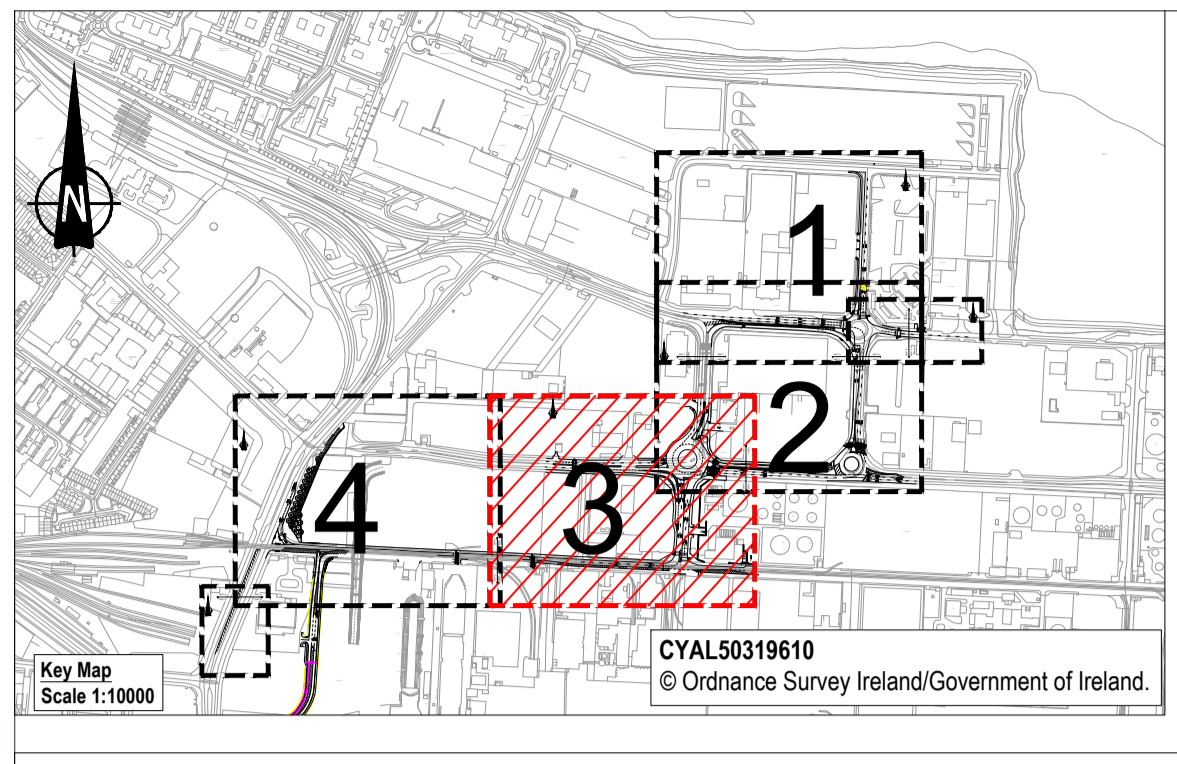 N
1
2
3
4
CYAL50319610
© Ordnance Survey Ireland/Government of Ireland.
Key Map
Scale 1:10000